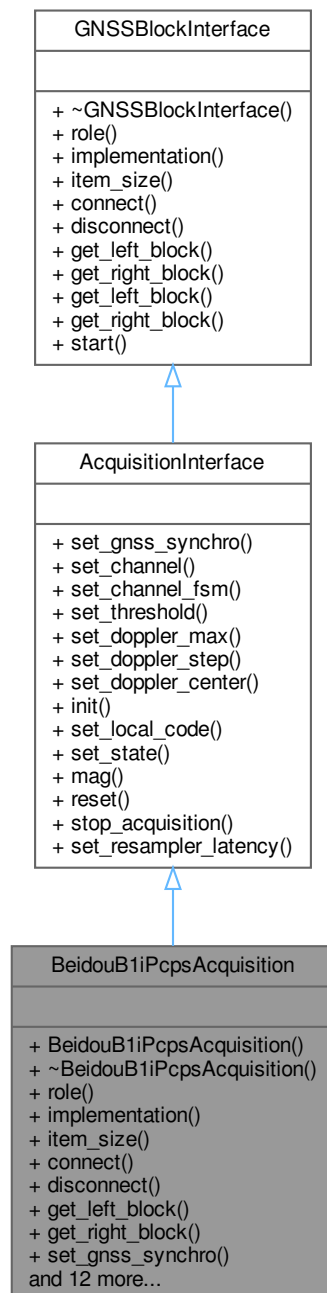 GNSSBlockInterface
+ ~GNSSBlockInterface()
+ role()
+ implementation()
+ item_size()
+ connect()
+ disconnect()
+ get_left_block()
+ get_right_block()
+ get_left_block()
+ get_right_block()
+ start()
AcquisitionInterface
+ set_gnss_synchro()
+ set_channel()
+ set_channel_fsm()
+ set_threshold()
+ set_doppler_max()
+ set_doppler_step()
+ set_doppler_center()
+ init()
+ set_local_code()
+ set_state()
+ mag()
+ reset()
+ stop_acquisition()
+ set_resampler_latency()
BeidouB1iPcpsAcquisition
+ BeidouB1iPcpsAcquisition()
+ ~BeidouB1iPcpsAcquisition()
+ role()
+ implementation()
+ item_size()
+ connect()
+ disconnect()
+ get_left_block()
+ get_right_block()
+ set_gnss_synchro()
and 12 more...